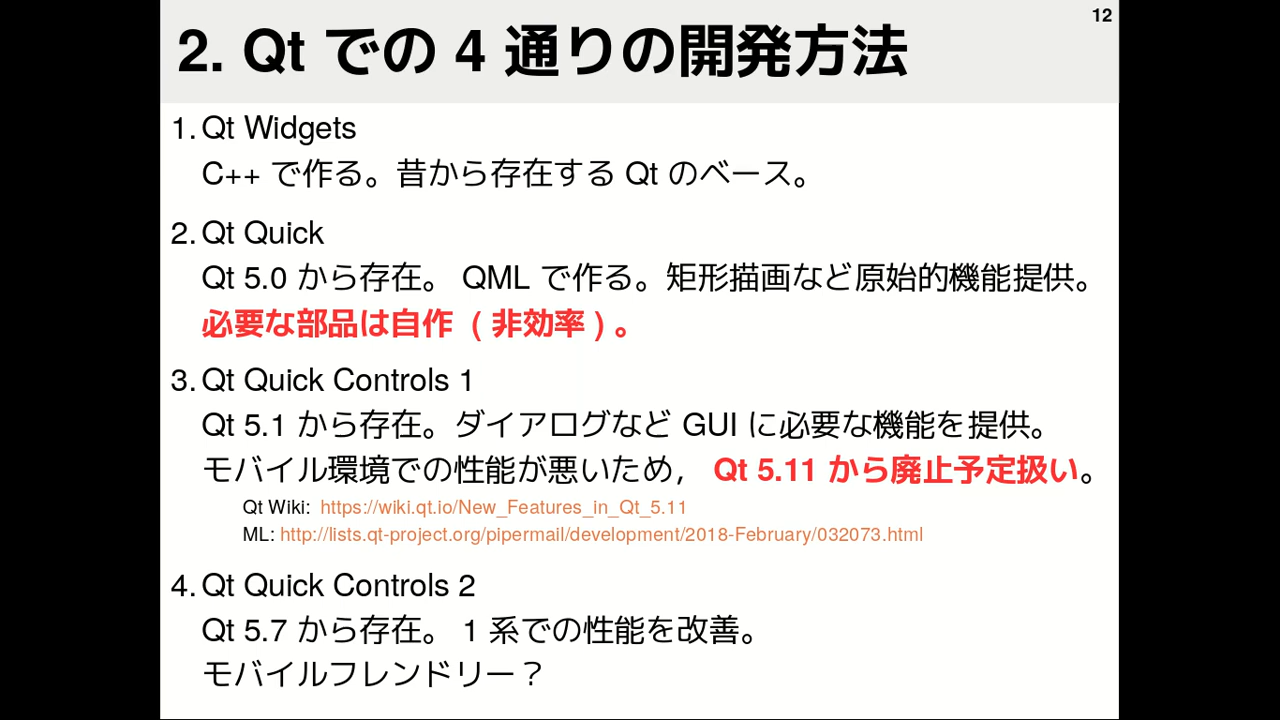 12
2. Qt での 4 通りの開発方法
1. Qt Widgets
C++ で作る。昔から存在する Qt のベース。
2. Qt Quick
Qt 5.0 から存在。 QML で作る。矩形描画など原始的機能提供。
必要な部品は自作 ( 非効率 ) 。
3. Qt Quick Controls 1
Qt 5.1 から存在。ダイアログなど GUI に必要な機能を提供。
モバイル環境での性能が悪いため， Qt 5.11 から廃止予定扱い。
Qt Wiki: https://wiki.qt.io/New_Features_in_Qt_5.11
ML: http://lists.qt-project.org/pipermail/development/2018-February/032073.html
4. Qt Quick Controls 2
Qt 5.7 から存在。 1 系での性能を改善。
モバイルフレンドリー？